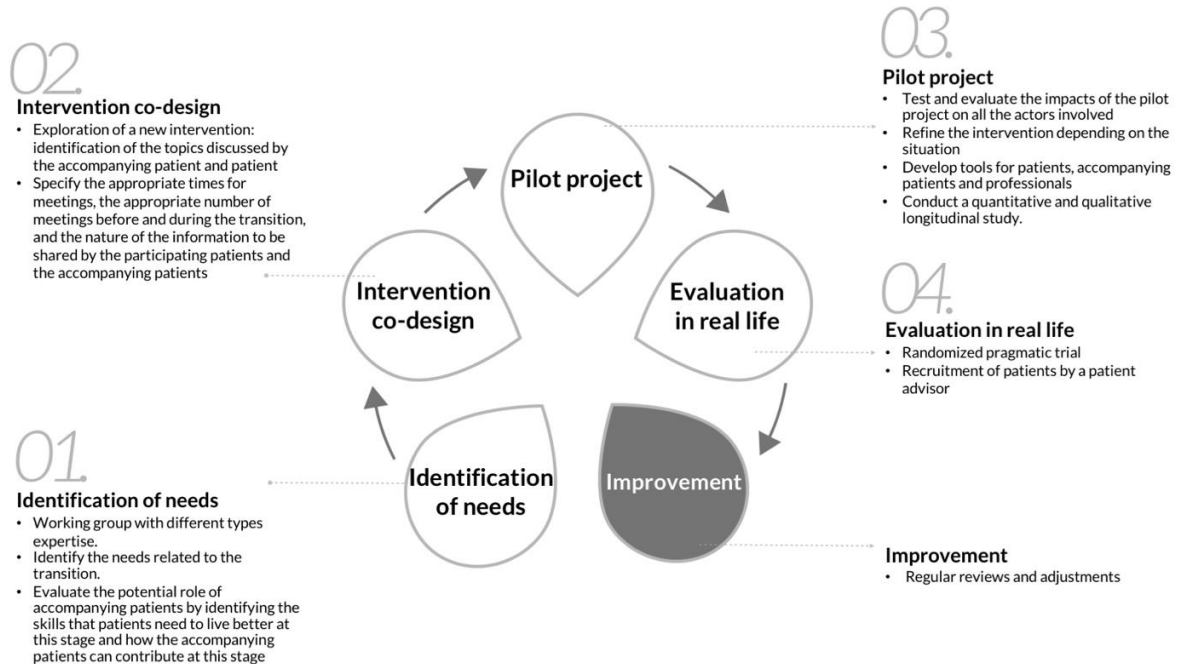 02.
Intervention co-design
• Exploration of a new intervention:
identification of the topics discussed by
the accompanying patient and patient
• Specify the appropriate times for
meetings, the appropriate number of
meetings before and during the transition,
and the nature of the information to be
shared by the participating patients and
the accompanying patients
01.
Identification of needs
• Working group with different types
expertise.
• Identify the needs related to the
transition.
• Evaluate the potential role of
accompanying patients by identifying the
skills that patients need to live better at
this stage and how the accompanying
patients can contribute at this stage
Pilot project
Intervention
co-design
Evaluation
in real life
Identification
of needs
Improvement
03.
Pilot project
• Test and evaluate the impacts of the pilot
project on all the actors involved
• Refine the intervention depending on the
situation
• Develop tools for patients, accompanying
patients and professionals
• Conduct a quantitative and qualitative
longitudinal study.
04.
Evaluation in real life
• Randomized pragmatic trial
• Recruitment of patients by a patient
advisor
Improvement
• Regular reviews and adjustments